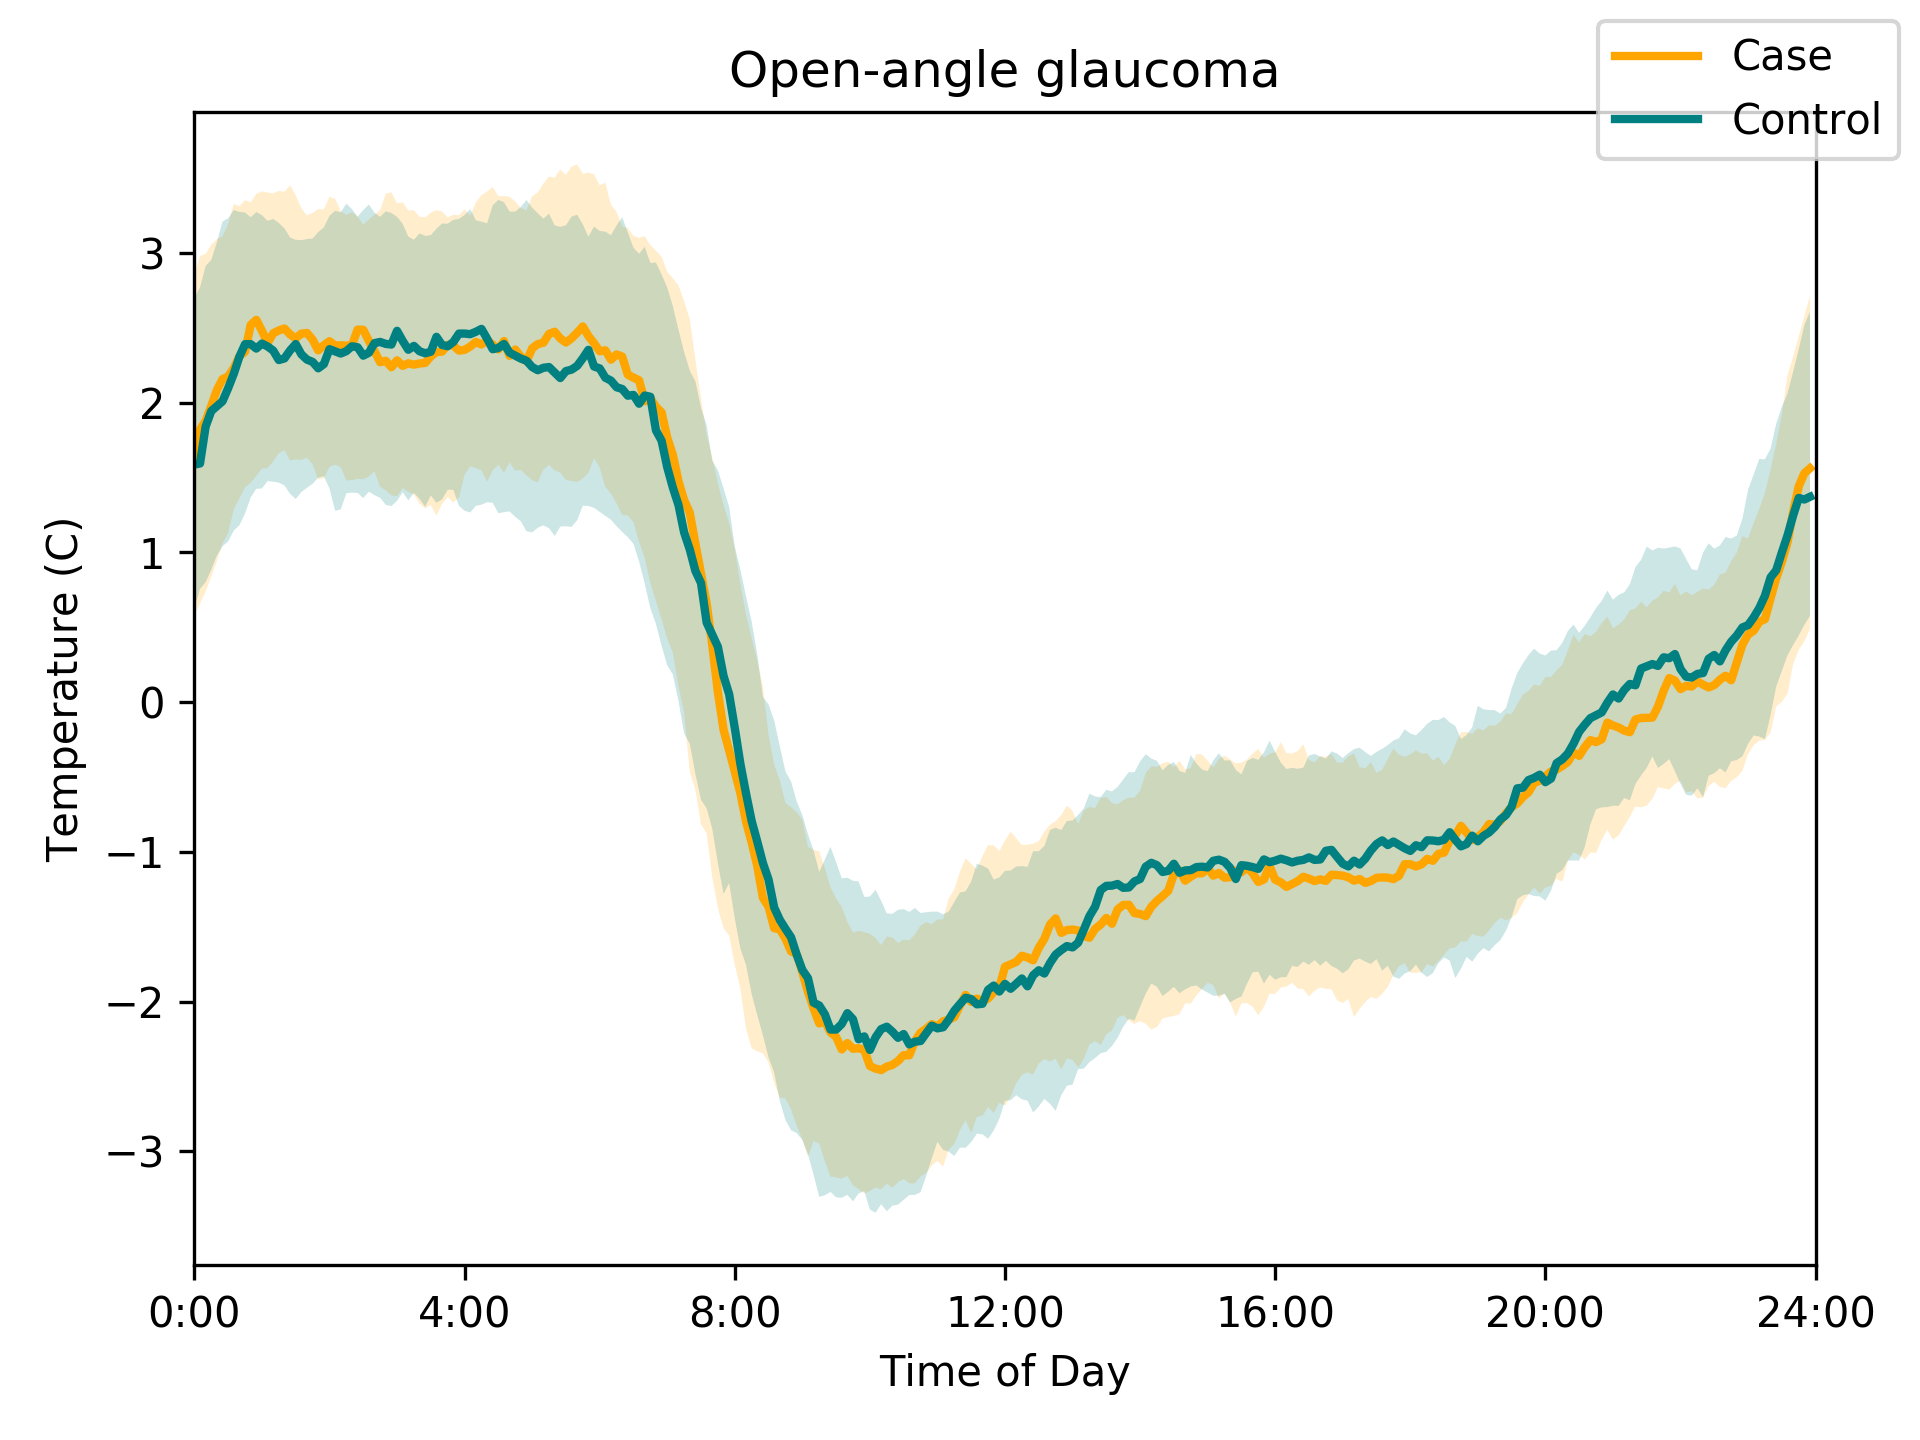 Open-angle glaucoma
Case
Control
Temperature (C)
3
2
1
0
−1
−2
−3
0:00
4:00
8:00
12:00
16:00
20:00
24:00
Time of Day